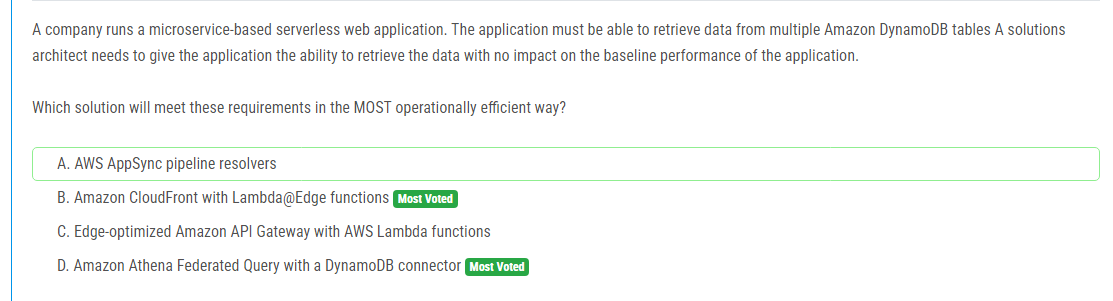 A company runs a microservice-based serverless web application. The application must be able to retrieve data from multiple Amazon DynamoDB tables A solutions
architect needs to give the application the ability to retrieve the data with no impact on the baseline performance of the application.
Which solution will meet these requirements in the MOST operationally efficient way?
A. AWS AppSync pipeline resolvers
B. Amazon CloudFront with Lambda@Edge functions Most Voted
C. Edge-optimized Amazon API Gateway with AWS Lambda functions
D. Amazon Athena Federated Query with a DynamoDB connector Most Voted